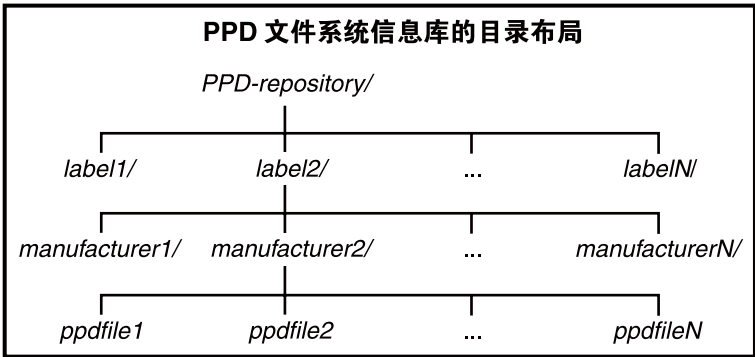 PPD 文件系统信息库的目录布局
PPD-repository/
label1/ label2/ ... labelN/
manufacturer1/ manufacturer2/ ... manufacturerN/
ppdfile1 ppdfile2 ... ppdfileN